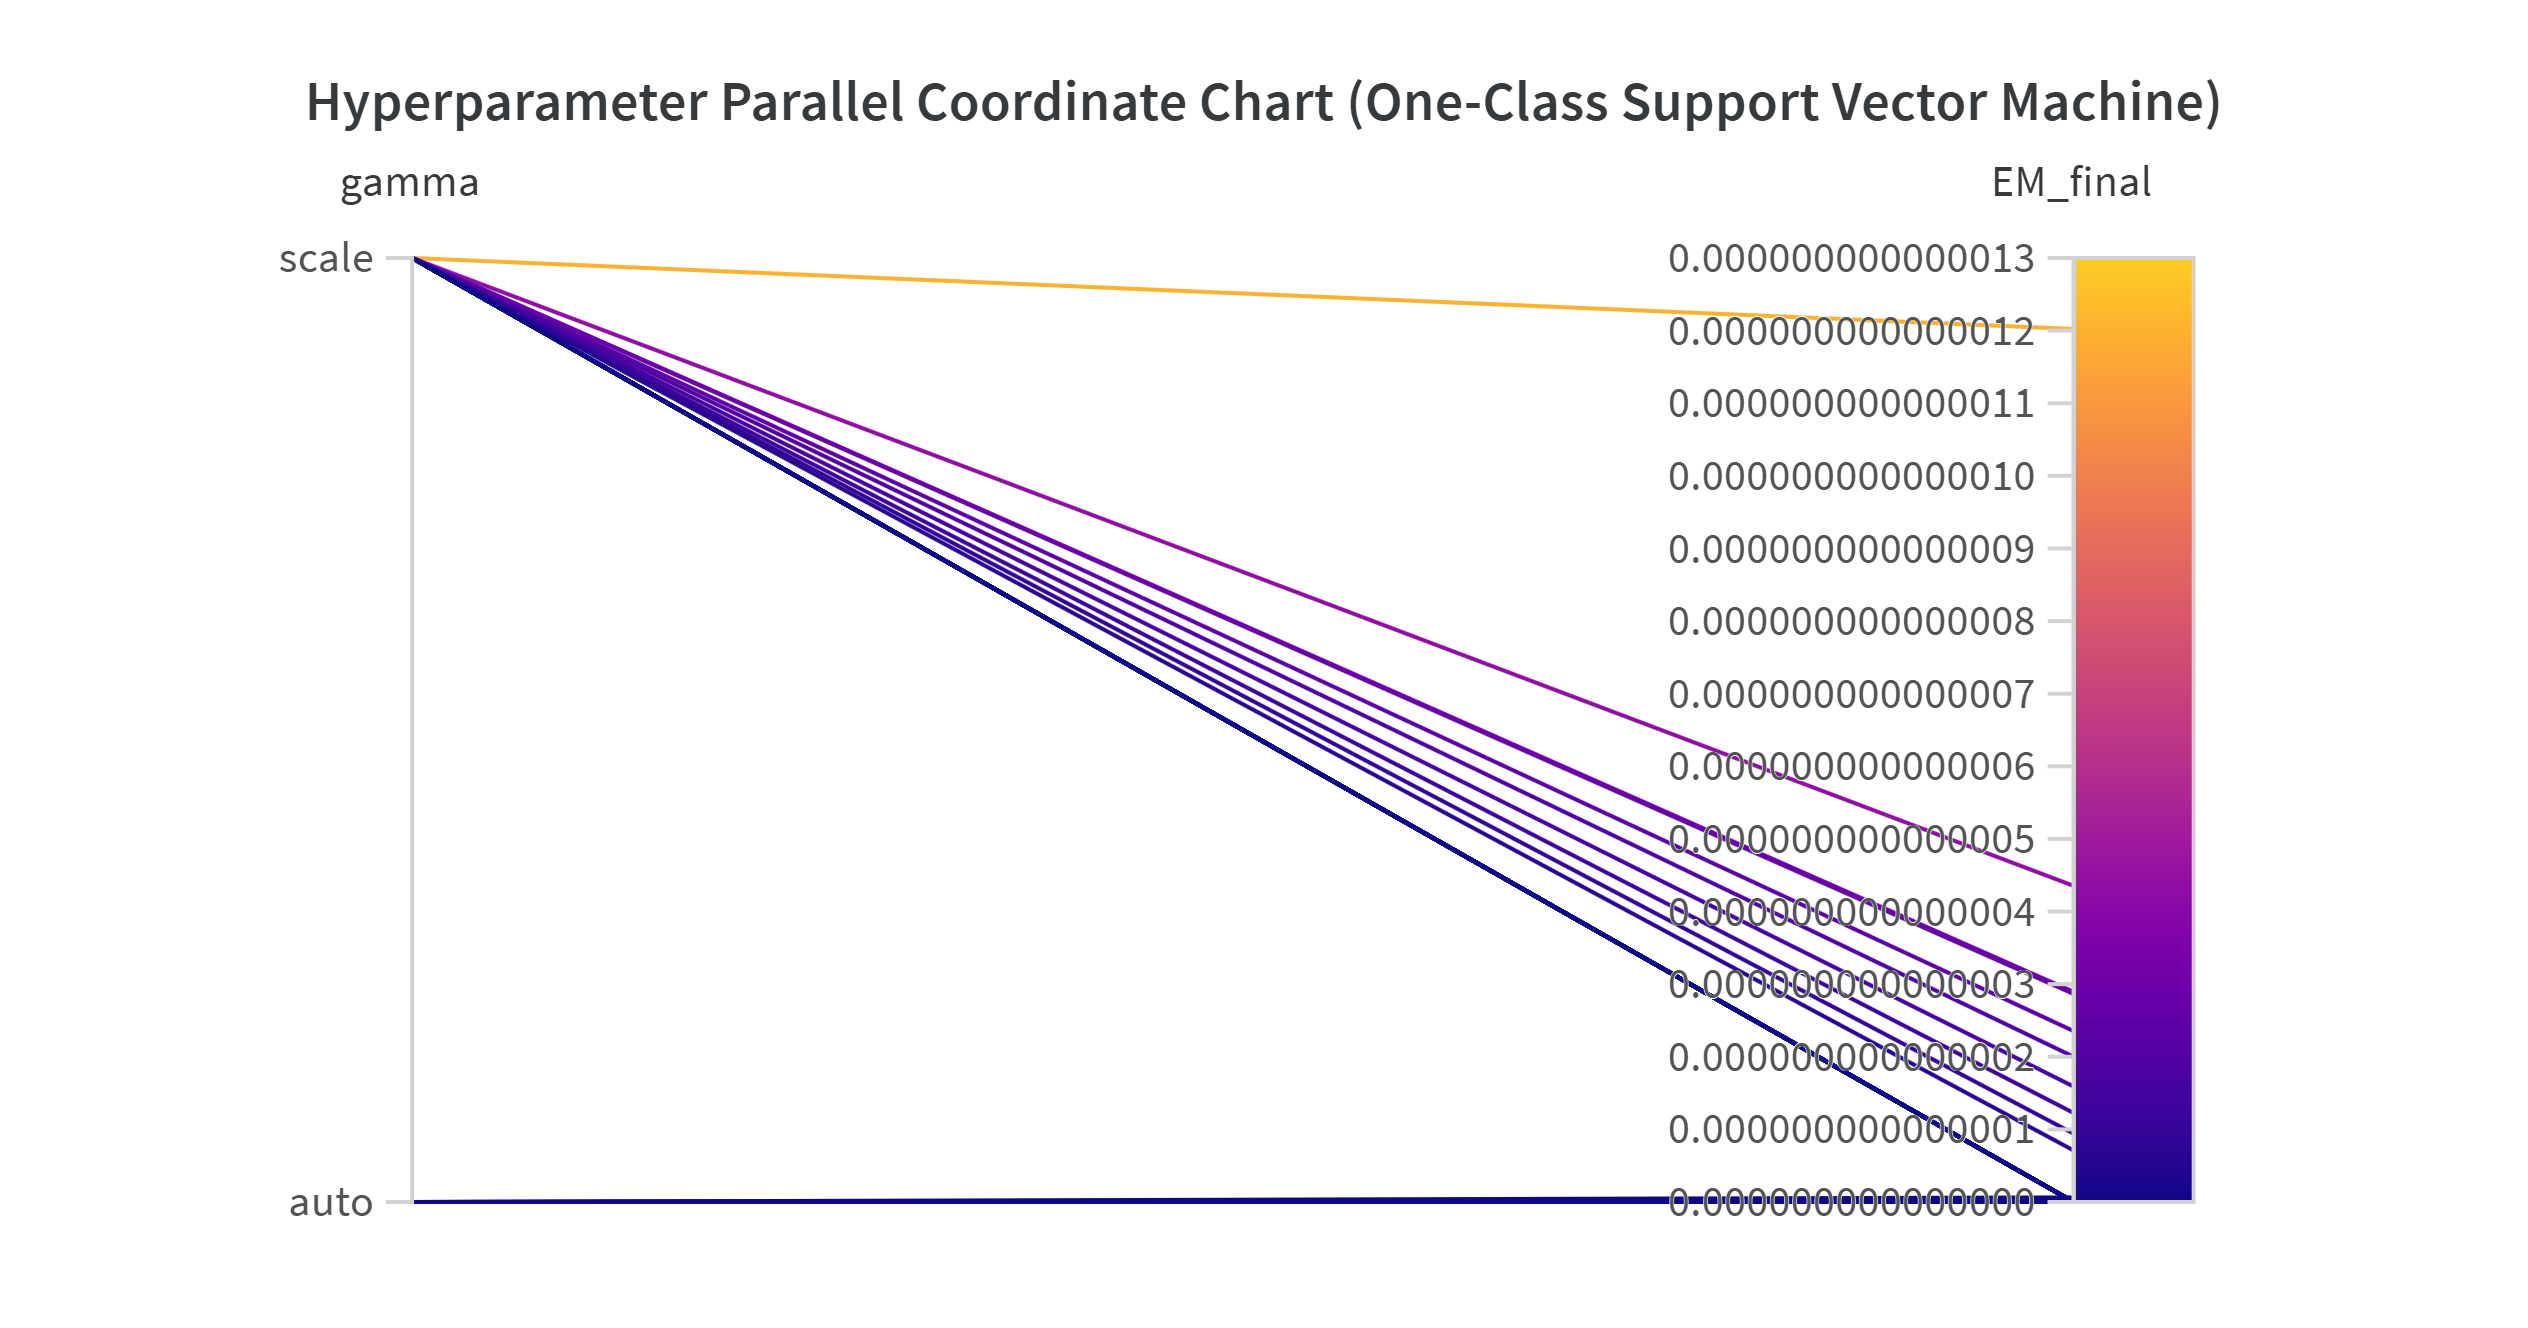 Hyperparameter Parallel Coordinate Chart (One-Class Support Vector Machine)
gamma
EM_final
scale
auto
0.000000000000013
0.000000000000012
0.000000000000011
0.000000000000010
0.000000000000009
0.000000000000008
0.000000000000007
0.000000000000006
0.000000000000005
0.000000000000004
0.000000000000003
0.000000000000002
0.000000000000001
0.000000000000000